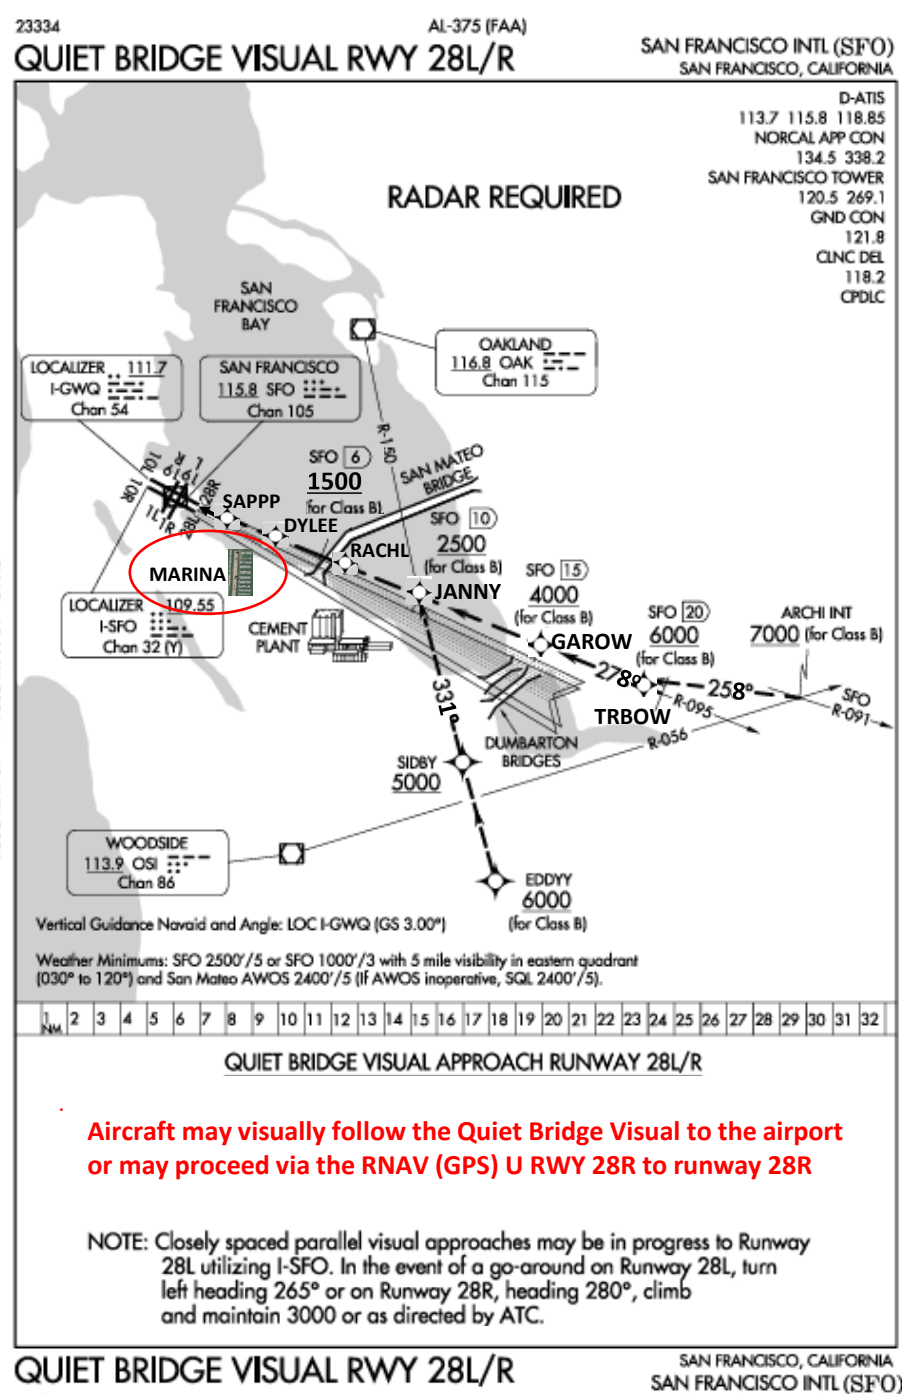 23334
AL-375 (FAA)
QUIET BRIDGE VISUAL RWY 28L/R
SAN FRANCISCO INTL (SFO)
SAN FRANCISCO, CALIFORNIA
D-ATIS
113.7 115.8 118.85
NORCAL APP CON
134.5 338.2
SAN FRANCISCO TOWER
120.5 269.1
GND CON
121.8
CLNC DEL
118.2
CPDLC
RADAR REQUIRED
SAN
FRANCISCO
BAY
OAKLAND
116.8 OAK
Chan 115
LOCALIZER 111.7
I-GWQ
Chan 54
SAN FRANCISCO
115.8 SFO
Chan 105
R-150
SAN MATEO
BRIDGE
SFO 6
1500
(for Class B)
10L
10R
19L
19R
28R
28L
1L
1R
SAPPP
DYLEE
RACHL
JANNY
SFO 10
2500
(for Class B)
SFO 15
4000
(for Class B)
GAROW
SFO 20
6000
(for Class B)
ARCHI INT
7000 (for Class B)
MARINA
LOCALIZER 109.55
I-SFO
Chan 32 (Y)
CEMENT
PLANT
278°
258°
TRBOW
R-095
SFO
R-091
R-056
331°
DUMBARTON
BRIDGES
SIDBY
5000
WOODSIDE
113.9 OSI
Chan 86
EDDYY
6000
(for Class B)
Vertical Guidance Navaid and Angle: LOC I-GWQ (GS 3.00°)
Weather Minimums: SFO 2500'/5 or SFO 1000'/3 with 5 mile visibility in eastern quadrant
(030° to 120°) and San Mateo AWOS 2400'/5 (If AWOS inoperative, SQL 2400'/5).
1 NM 2 3 4 5 6 7 8 9 10 11 12 13 14 15 16 17 18 19 20 21 22 23 24 25 26 27 28 29 30 31 32
QUIET BRIDGE VISUAL APPROACH RUNWAY 28L/R
Aircraft may visually follow the Quiet Bridge Visual to the airport
or may proceed via the RNAV (GPS) U RWY 28R to runway 28R
NOTE: Closely spaced parallel visual approaches may be in progress to Runway
28L utilizing I-SFO. In the event of a go-around on Runway 28L, turn
left heading 265° or on Runway 28R, heading 280°, climb
and maintain 3000 or as directed by ATC.
QUIET BRIDGE VISUAL RWY 28L/R
SAN FRANCISCO, CALIFORNIA
SAN FRANCISCO INTL (SFO)